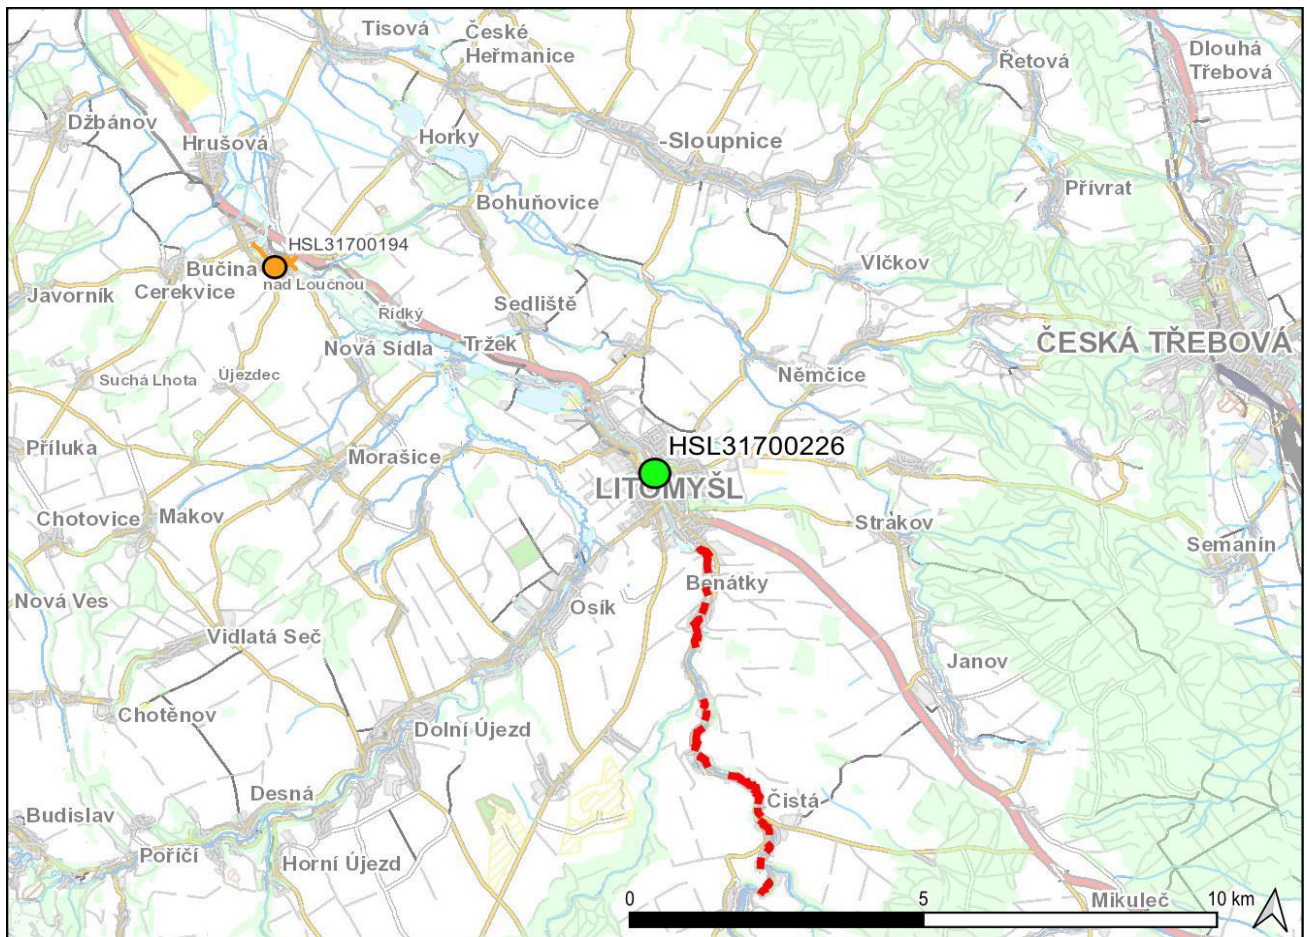 Tisová
České
Heřmanice
Řetová
Dlouhá
Třebová
Džbánov
Hrušová
Horky
-Sloupnice
Přívrat
Bohuňovice
HSL31700194
Bučina
nad Loučnou
Cerekvice
Javorník
Vlčkov
Sedliště
Řídký
Nová Sídla
Tržek
ČESKÁ TŘEBOVÁ
Suchá Lhota
Újezdec
Němčice
Příluka
Morašice
HSL31700226
LITOMYŠL
Chotovice
Makov
Strakov
Semanín
Benátky
Nová Ves
Osík
Vidlatá Seč
Janov
Chotěnov
Dolní Újezd
Desná
Čistá
Budislav
Poříčí
Horní Újezd
0 5 10 km
Mikuleč